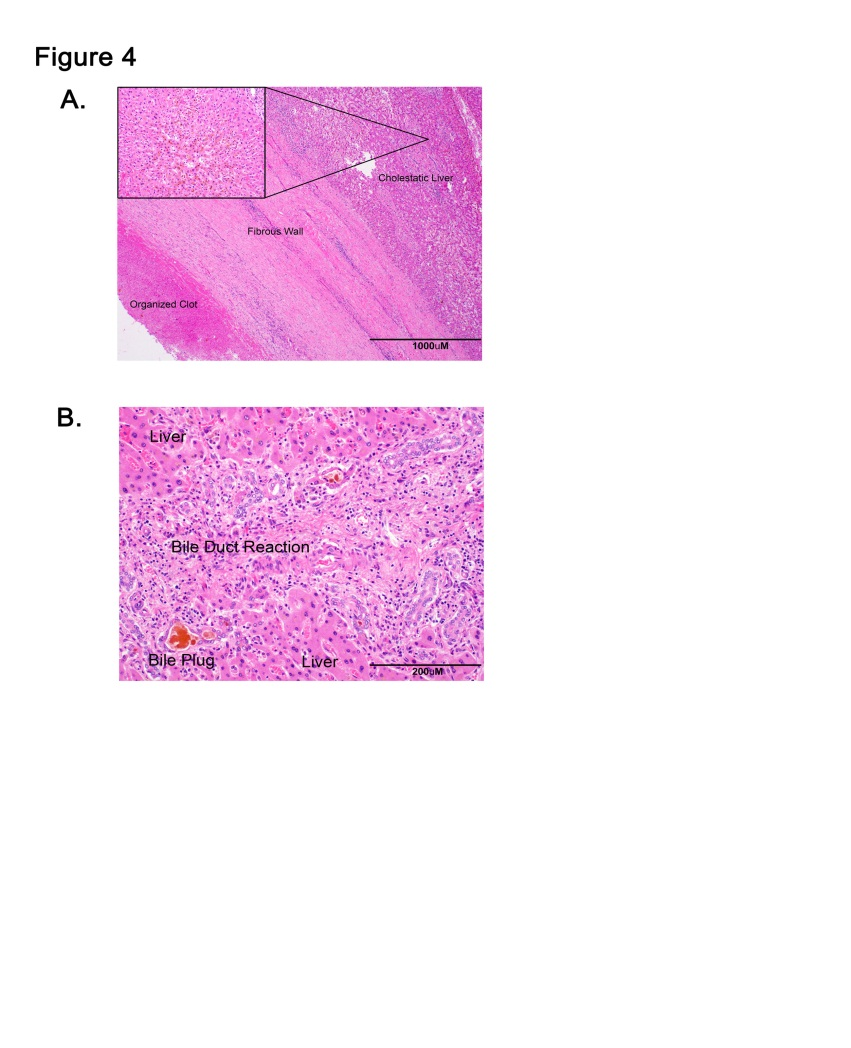 Figure 4
A.
Cholestatic Liver
Fibrous Wall
Organized Clot
1000uM
B.
Liver
Bile Duct Reaction
Bile Plug
Liver
200uM